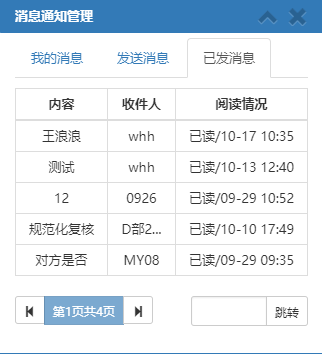 消息通知管理
我的消息 发送消息 已发消息
内容 收件人 阅读情况
王浪浪 whh 已读/10-17 10:35
测试 whh 已读/10-13 12:40
12 0926 已读/09-29 10:52
规范化复核 D部2... 已读/10-10 17:49
对方是否 MY08 已读/09-29 09:35
第1页共4页 跳转